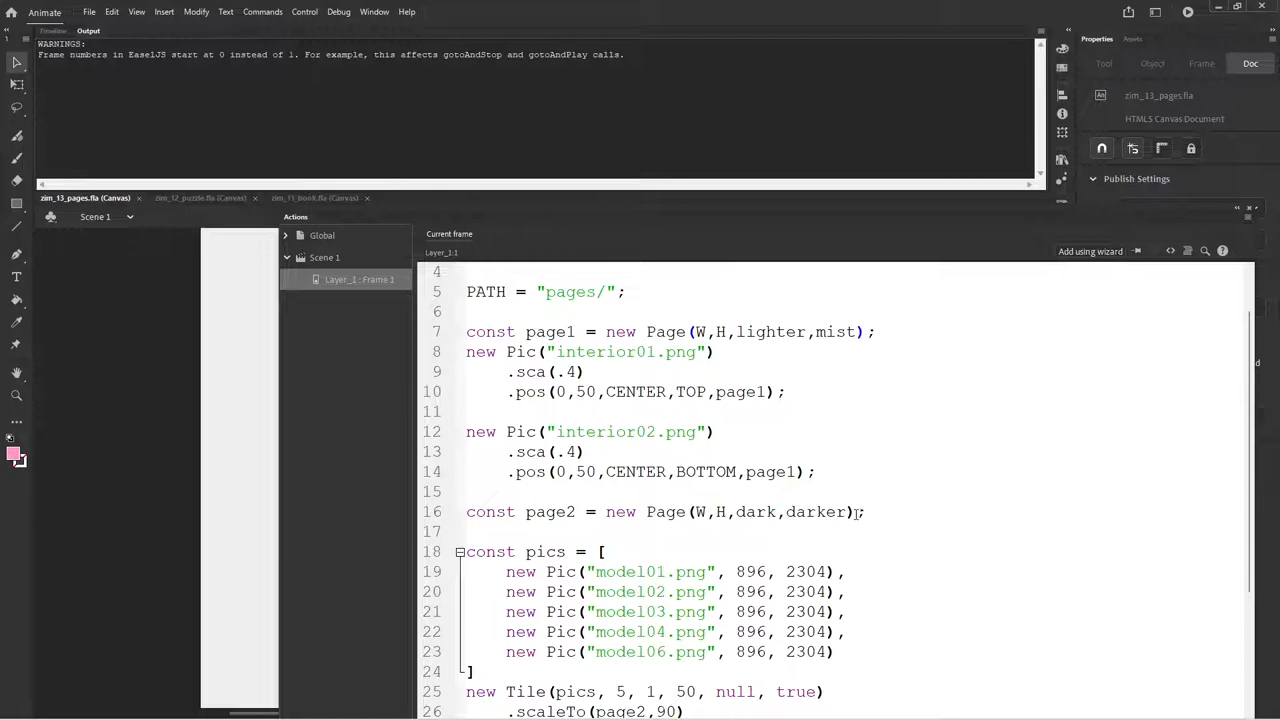 Animate File Edit View Insert Modify Text Commands Control Debug Window Help
Timeline Output
WARNINGS:
Frame numbers in EaselJS start at 0 instead of 1. For example, this affects gotoAndStop and gotoAndPlay calls.
Properties Assets
Tool Object Frame Doc
An zim_13_pages.fla
HTML5 Canvas Document
Publish Settings
zim_13_pages.fla (Canvas) zim_12_puzzle.fla (Canvas) zim_11_book.fla (Canvas)
Scene 1
Actions
Global
Scene 1
Layer_1 : Frame 1
Current frame
Layer_1:1
Add using wizard
4
5 PATH = "pages/";
6
7 const page1 = new Page(W,H,lighter,mist);
8 new Pic("interior01.png")
9 .sca(.4)
10 .pos(0,50,CENTER,TOP,page1);
11
12 new Pic("interior02.png")
13 .sca(.4)
14 .pos(0,50,CENTER,BOTTOM,page1);
15
16 const page2 = new Page(W,H,dark,darker);
17
18 const pics = [
19 new Pic("model01.png", 896, 2304),
20 new Pic("model02.png", 896, 2304),
21 new Pic("model03.png", 896, 2304),
22 new Pic("model04.png", 896, 2304),
23 new Pic("model06.png", 896, 2304)
24 ]
25 new Tile(pics, 5, 1, 50, null, true)
26 .scaleTo(page2,90)